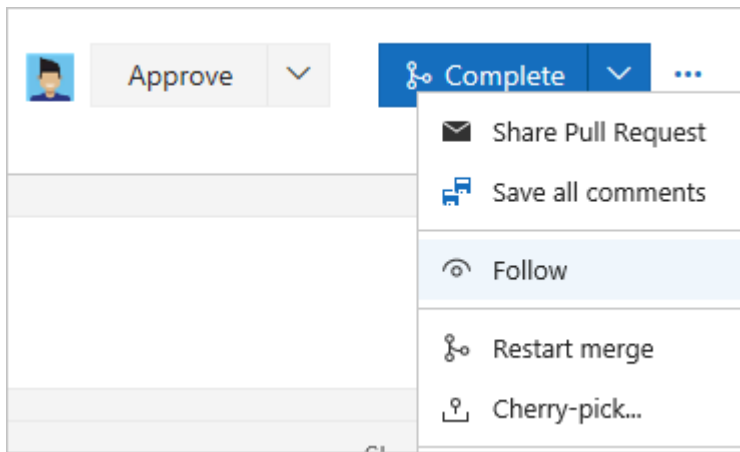 Approve
Complete
Share Pull Request
Save all comments
Follow
Restart merge
Cherry-pick...